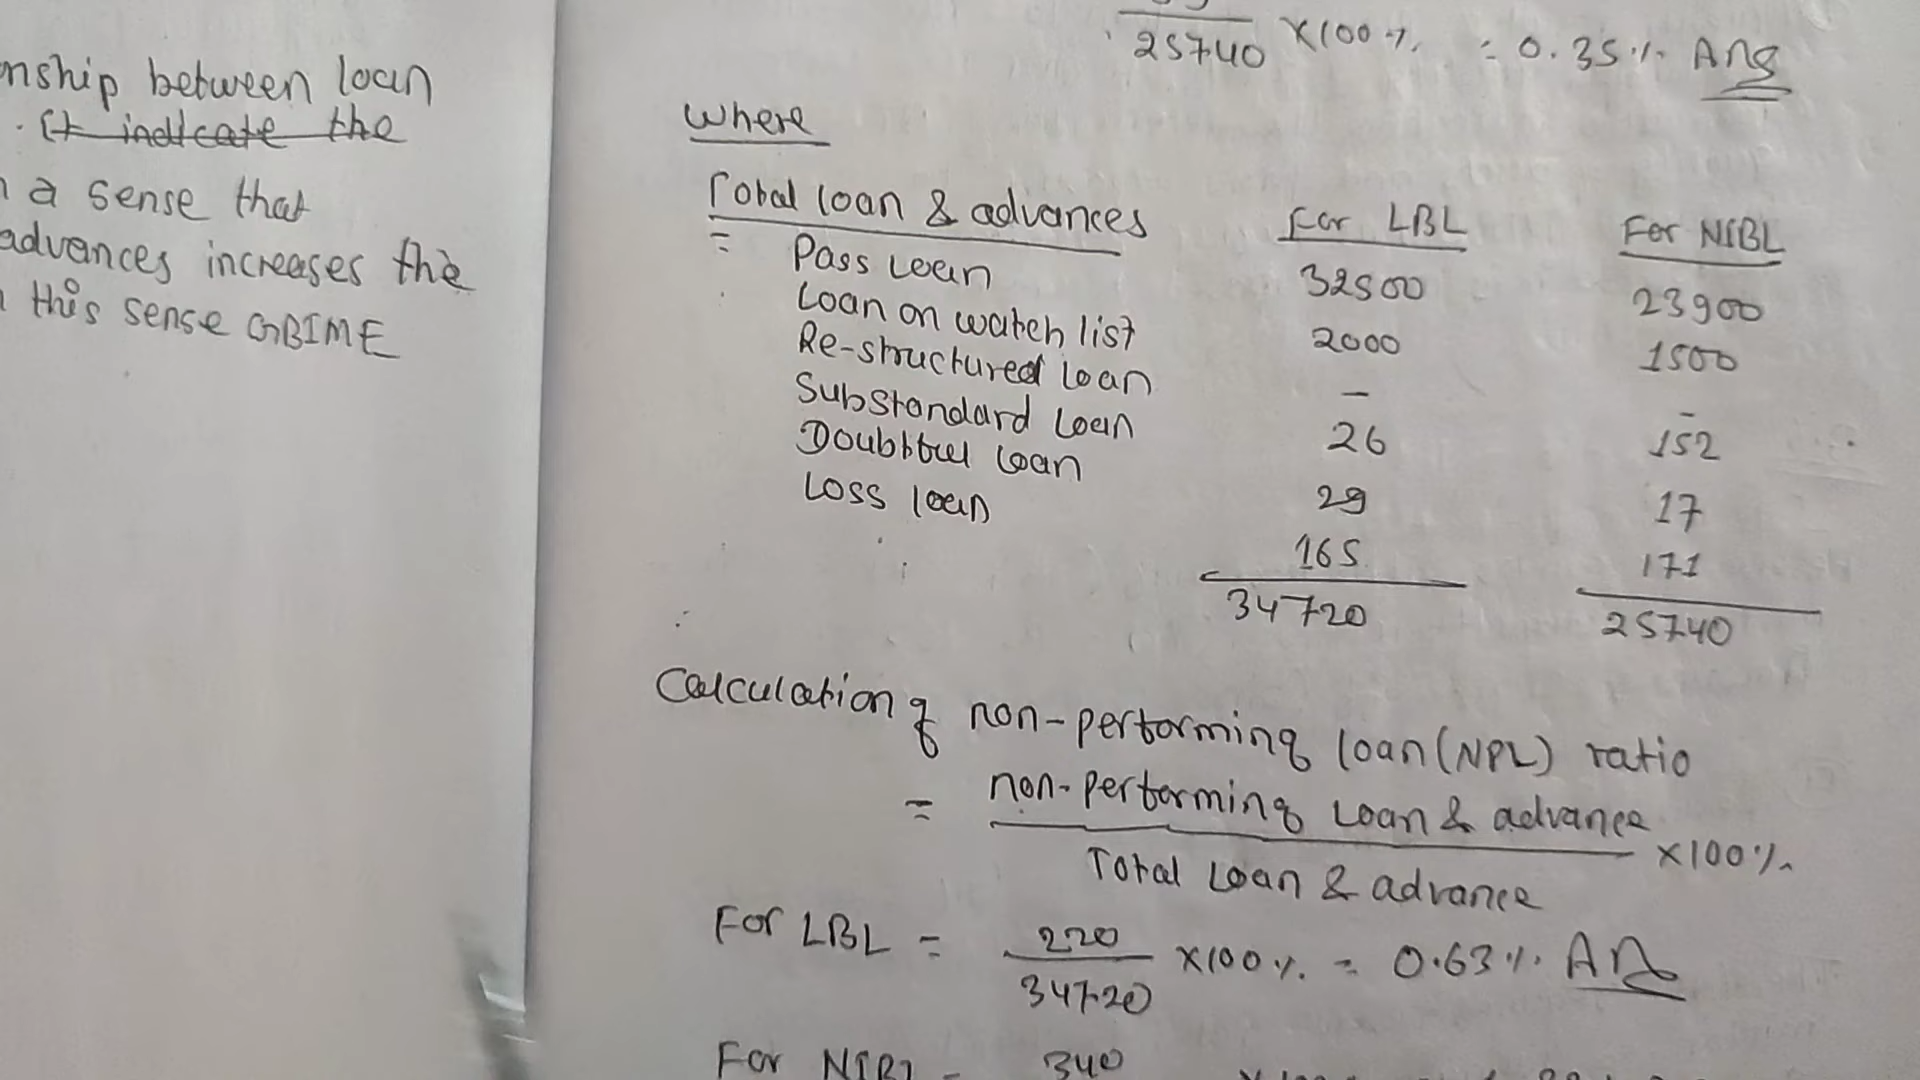 nship between loan
. It indicate the
a sense that
advances increases the
this sense GBIME
25740 ×100% = 0.35% Ans
Where
Total loan & advances For LBL For NIBL
= Pass Loan 32500 23900
Loan on watch list 2000 1500
Re-structured Loan - -
Substandard Loan 26 152
Doubtful Loan 29 17
Loss loan 165 171
34720 25740
Calculation of non-performing loan (NPL) ratio
= non-performing Loan & advance ×100%
Total Loan & advance
For LBL = 220 ×100% = 0.63% Ans
34720
For NIBL = 340